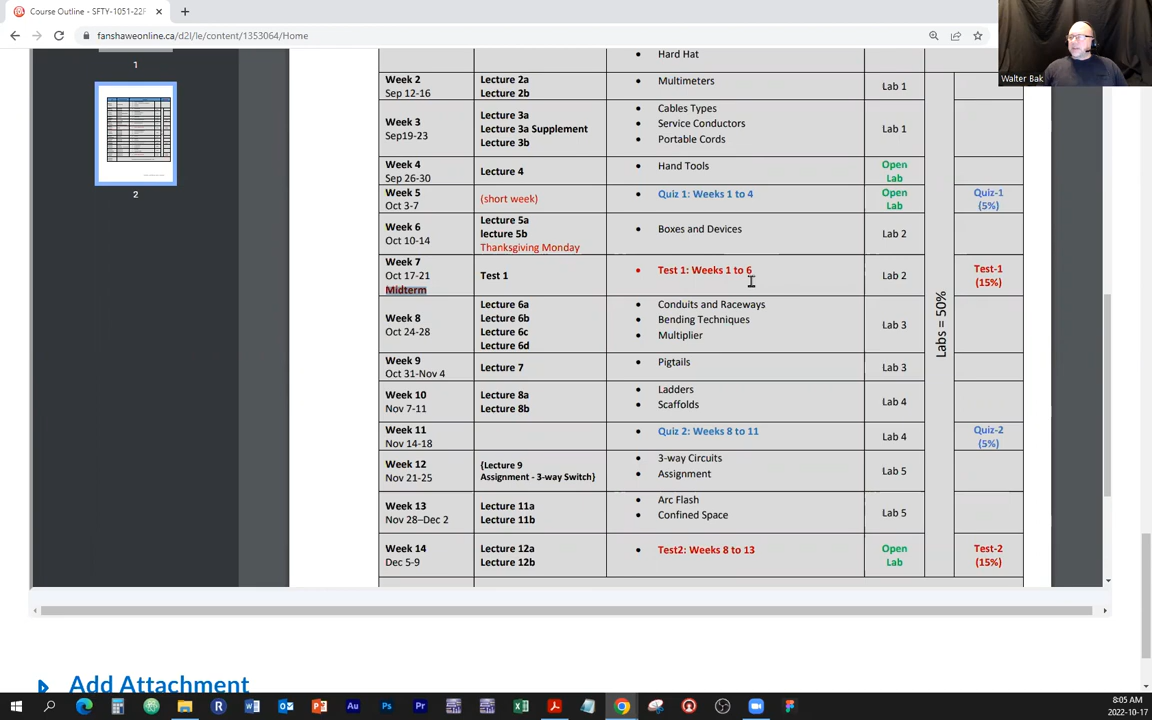 Course Outline - SFTY-1051-22F
fanshaweonline.ca/d2l/le/content/1353064/Home
Walter Bak
1
2
• Hard Hat
Week 2
Sep 12-16
Lecture 2a
Lecture 2b
• Multimeters
Lab 1
Week 3
Sep19-23
Lecture 3a
Lecture 3a Supplement
Lecture 3b
• Cables Types
• Service Conductors
• Portable Cords
Lab 1
Week 4
Sep 26-30
Lecture 4
• Hand Tools
Open
Lab
Week 5
Oct 3-7
(short week)
• Quiz 1: Weeks 1 to 4
Open
Lab
Quiz-1
(5%)
Week 6
Oct 10-14
Lecture 5a
lecture 5b
Thanksgiving Monday
• Boxes and Devices
Lab 2
Week 7
Oct 17-21
Midterm
Test 1
• Test 1: Weeks 1 to 6
Lab 2
Test-1
(15%)
Week 8
Oct 24-28
Lecture 6a
Lecture 6b
Lecture 6c
Lecture 6d
• Conduits and Raceways
• Bending Techniques
• Multiplier
Lab 3
Labs = 50%
Week 9
Oct 31-Nov 4
Lecture 7
• Pigtails
Lab 3
Week 10
Nov 7-11
Lecture 8a
Lecture 8b
• Ladders
• Scaffolds
Lab 4
Week 11
Nov 14-18
• Quiz 2: Weeks 8 to 11
Lab 4
Quiz-2
(5%)
Week 12
Nov 21-25
{Lecture 9
Assignment - 3-way Switch}
• 3-way Circuits
• Assignment
Lab 5
Week 13
Nov 28–Dec 2
Lecture 11a
Lecture 11b
• Arc Flash
• Confined Space
Lab 5
Week 14
Dec 5-9
Lecture 12a
Lecture 12b
• Test2: Weeks 8 to 13
Open
Lab
Test-2
(15%)
Add Attachment
R
Au
Ps
Pr
8:05 AM
2022-10-17